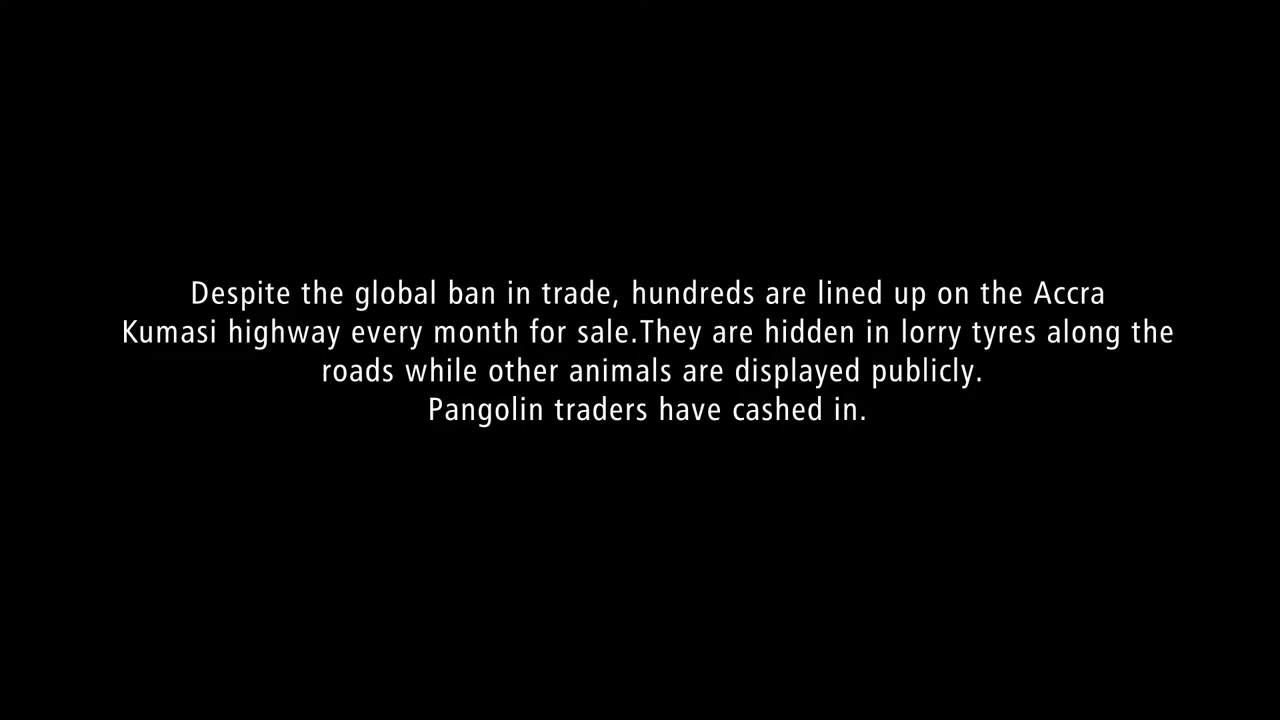 Despite the global ban in trade, hundreds are lined up on the Accra
Kumasi highway every month for sale.They are hidden in lorry tyres along the
roads while other animals are displayed publicly.
Pangolin traders have cashed in.